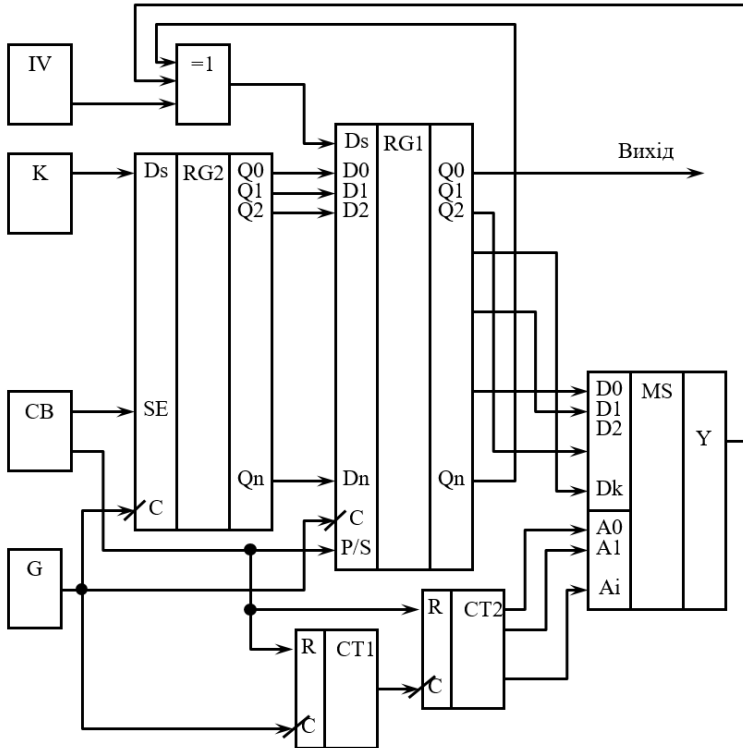 IV
=1
K
Ds RG2 Q0
Q1
Q2
Ds RG1
D0 Q0
D1 Q1
D2 Q2
Вихід
СВ
SE
Qn
C
Dn Qn
C
P/S
D0 MS
D1
D2
Y
Dk
A0
A1
Ai
G
R CT2
C
R CT1
C